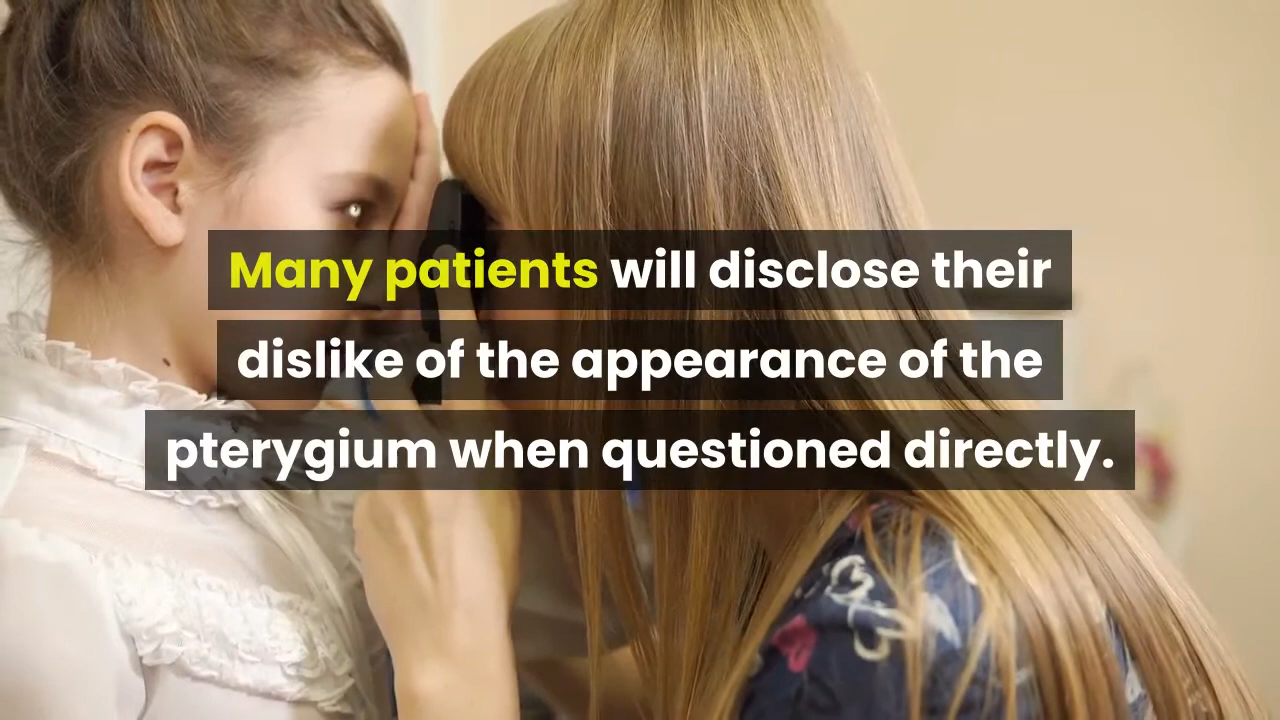 Many patients will disclose their
dislike of the appearance of the
pterygium when questioned directly.